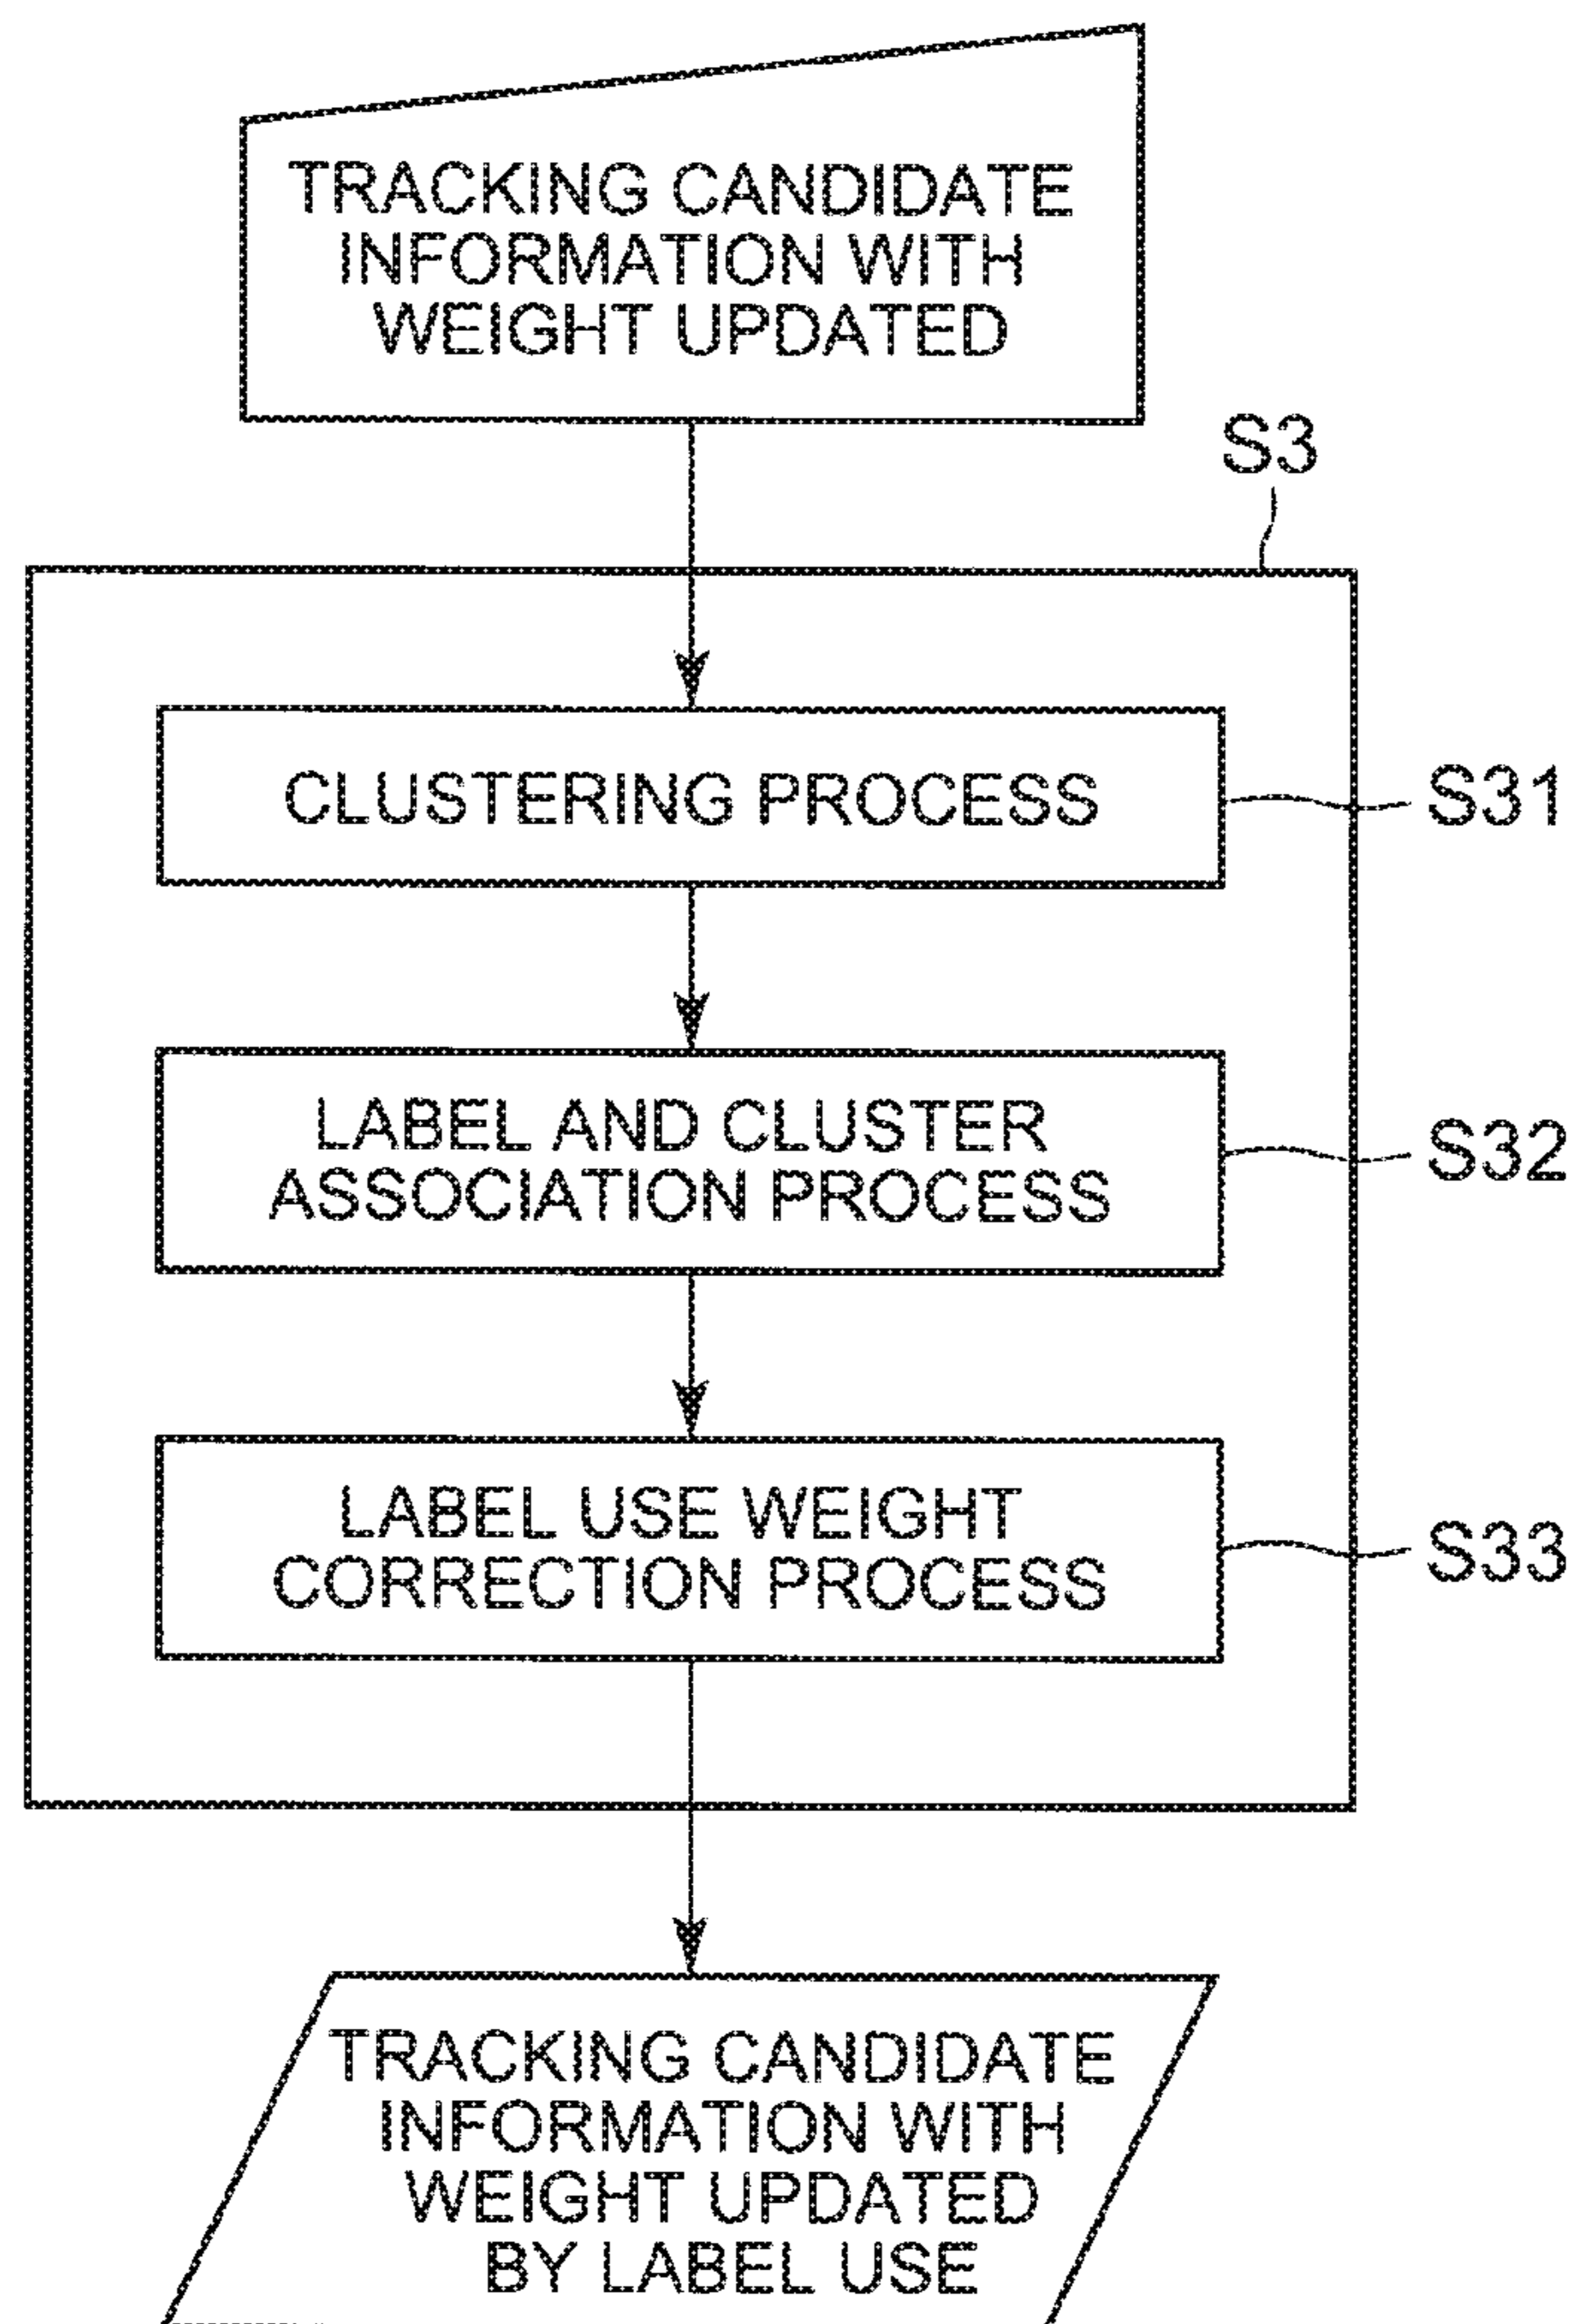 TRACKING CANDIDATE
INFORMATION WITH
WEIGHT UPDATED
S3
CLUSTERING PROCESS
S31
LABEL AND CLUSTER
ASSOCIATION PROCESS
S32
LABEL USE WEIGHT
CORRECTION PROCESS
S33
TRACKING CANDIDATE
INFORMATION WITH
WEIGHT UPDATED
BY LABEL USE